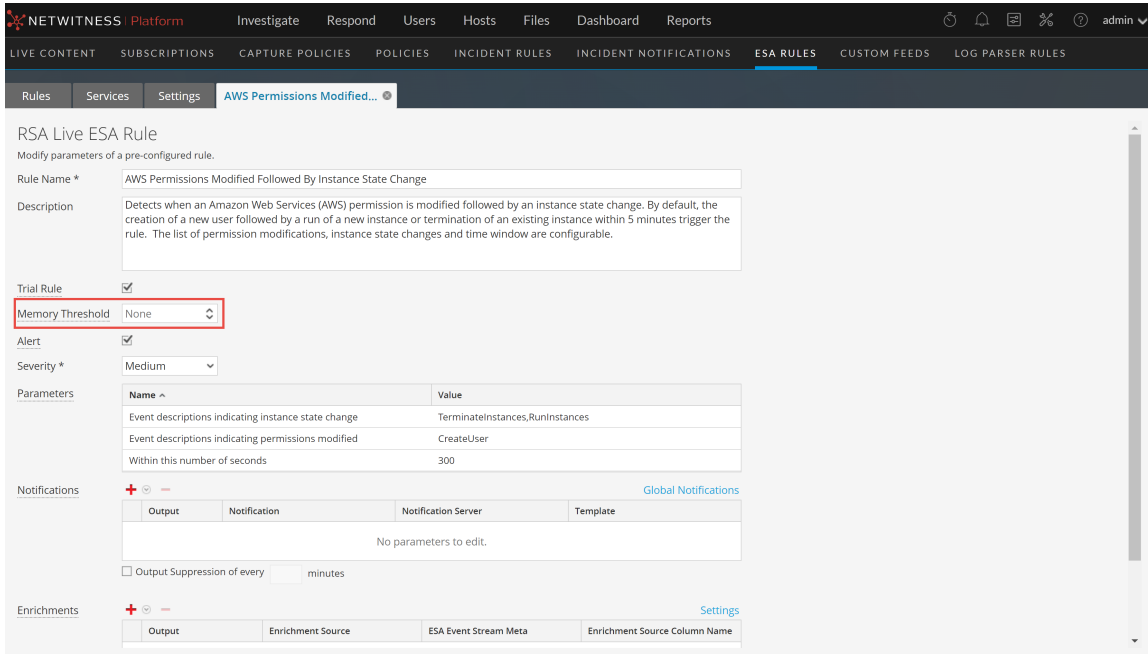 NETWITNESS Platform Investigate Respond Users Hosts Files Dashboard Reports admin
LIVE CONTENT SUBSCRIPTIONS CAPTURE POLICIES POLICIES INCIDENT RULES INCIDENT NOTIFICATIONS ESA RULES CUSTOM FEEDS LOG PARSER RULES
Rules Services Settings AWS Permissions Modified...
RSA Live ESA Rule
Modify parameters of a pre-configured rule.
Rule Name * AWS Permissions Modified Followed By Instance State Change
Description Detects when an Amazon Web Services (AWS) permission is modified followed by an instance state change. By default, the
creation of a new user followed by a run of a new instance or termination of an existing instance within 5 minutes trigger the
rule. The list of permission modifications, instance state changes and time window are configurable.
Trial Rule
Memory Threshold None
Alert
Severity * Medium
Parameters Name Value
Event descriptions indicating instance state change TerminateInstances,RunInstances
Event descriptions indicating permissions modified CreateUser
Within this number of seconds 300
Notifications Global Notifications
Output Notification Notification Server Template
No parameters to edit.
Output Suppression of every minutes
Enrichments Settings
Output Enrichment Source ESA Event Stream Meta Enrichment Source Column Name